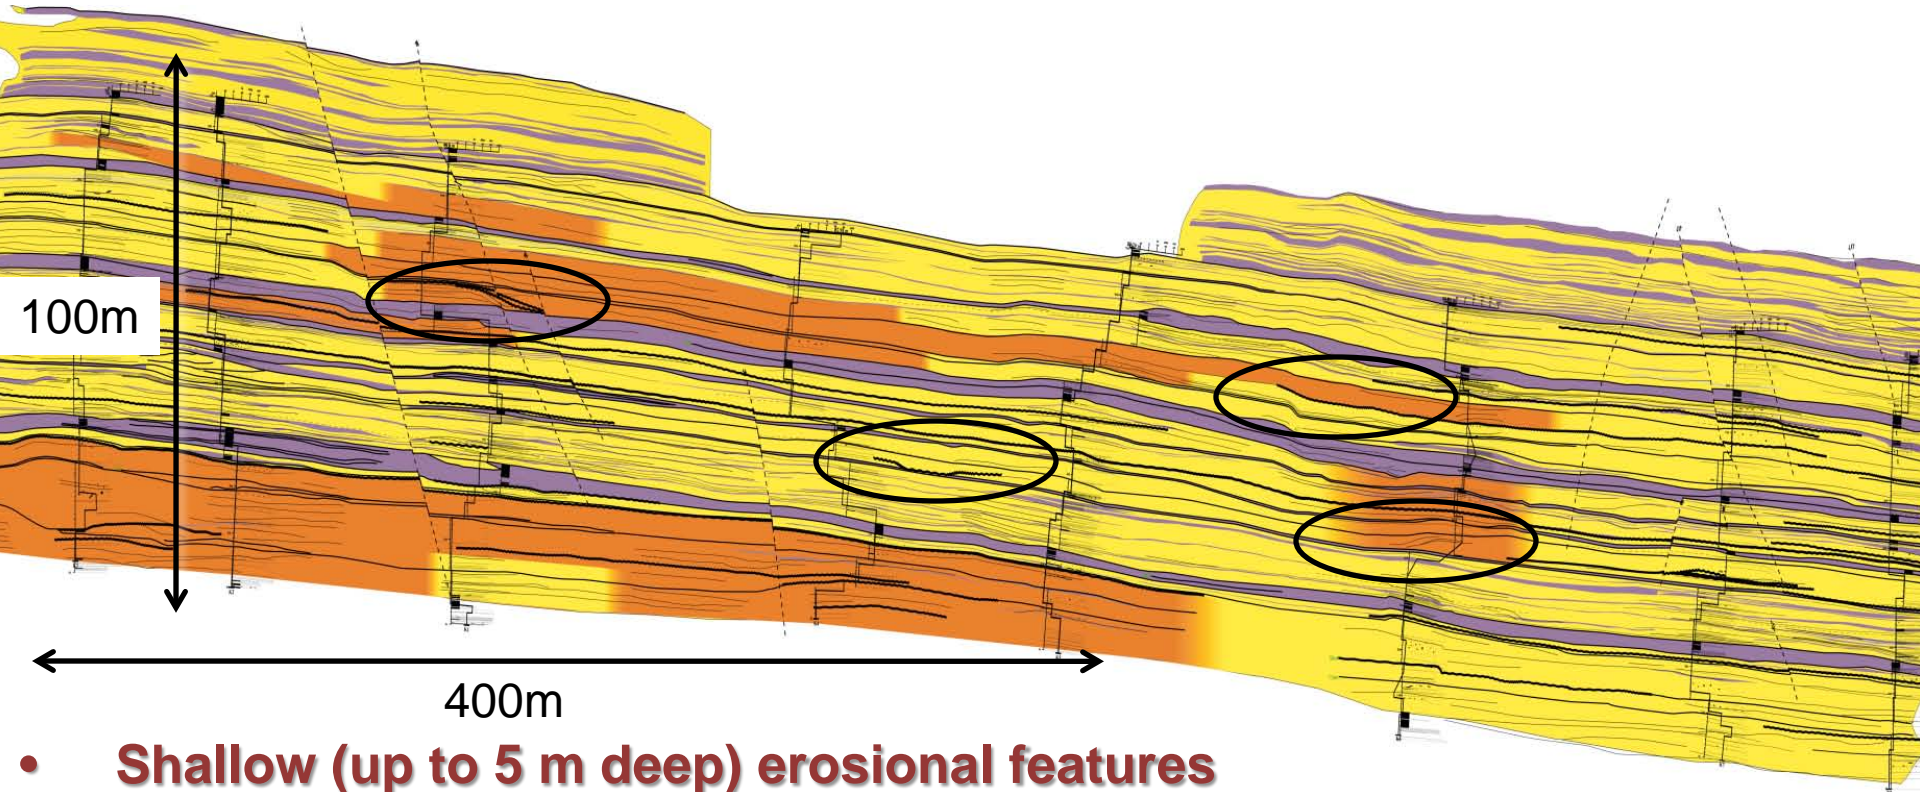 100m
400m
• Shallow (up to 5 m deep) erosional features